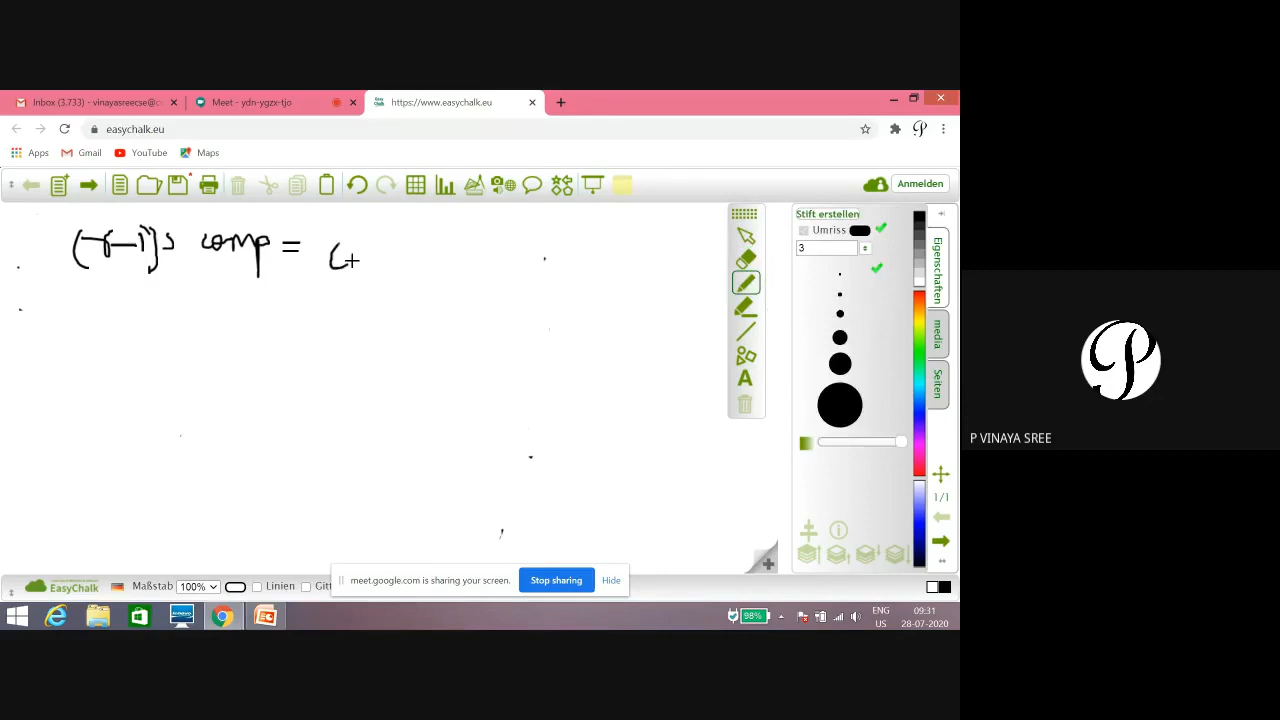 Inbox (3.733) - vinayasreecse@c
Meet - ydn-ygzx-tjo
https://www.easychalk.eu
easychalk.eu
Apps Gmail YouTube Maps
Anmelden
(r-1)'s comp = (
Stift erstellen
Umriss
3
Eigenschaften
media
Seiten
P VINAYA SREE
1/1
meet.google.com is sharing your screen. Stop sharing Hide
EasyChalk Maßstab 100% Linien Gitt
98% ENG 09:31
US 28-07-2020